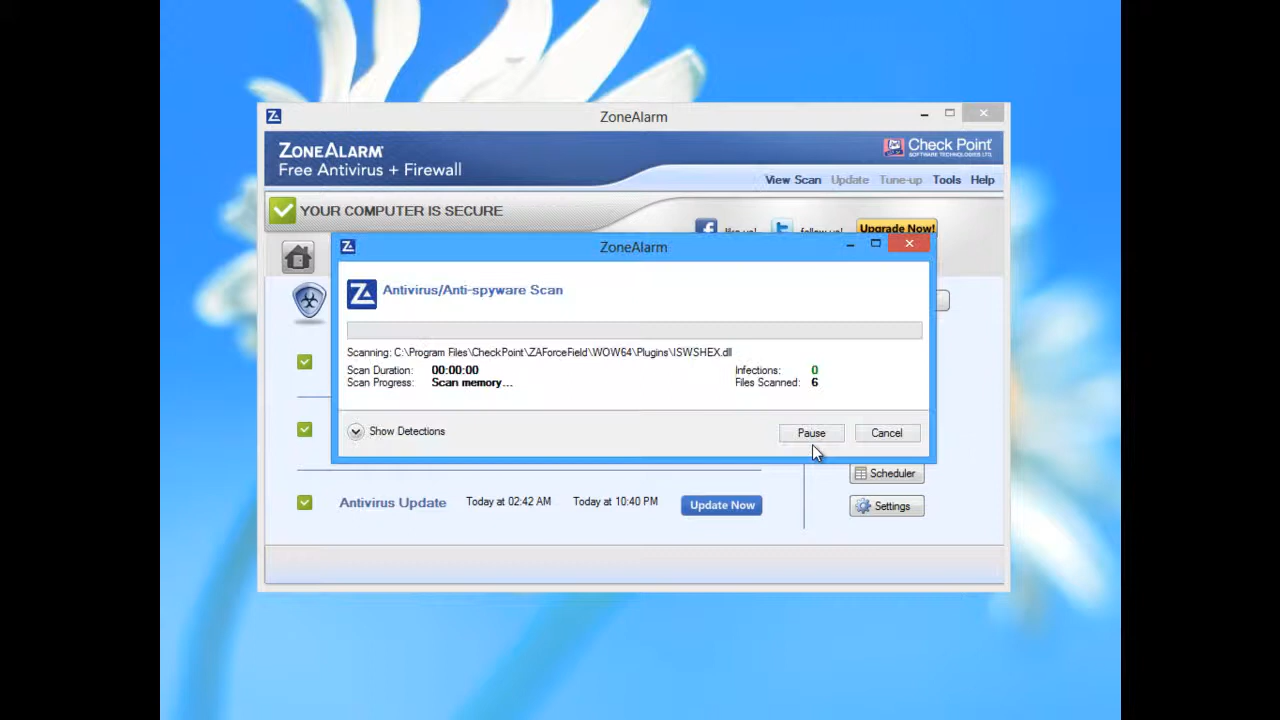 ZoneAlarm
ZONEALARM
Free Antivirus + Firewall
Check Point
SOFTWARE TECHNOLOGIES LTD.
View Scan Update Tune-up Tools Help
YOUR COMPUTER IS SECURE
Upgrade Now!
ZoneAlarm
Antivirus/Anti-spyware Scan
Scanning: C:\Program Files\CheckPoint\ZAForceField\WOW64\Plugins\ISWSHEX.dll
Scan Duration: 00:00:00 Infections: 0
Scan Progress: Scan memory... Files Scanned: 6
Show Detections Pause Cancel
Scheduler
Antivirus Update Today at 02:42 AM Today at 10:40 PM Update Now
Settings